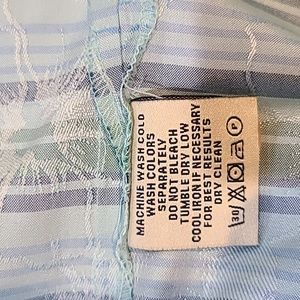 MACHINE WASH COLD
WASH COLORS
SEPARATELY
DO NOT BLEACH
TUMBLE DRY LOW
COOL IRON IF NECESSARY
FOR BEST RESULTS
DRY CLEAN
30 P